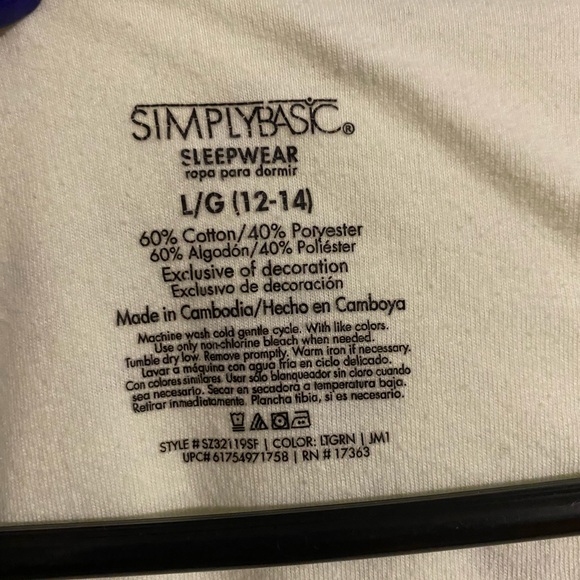 SIMPLYBASIC®
SLEEPWEAR
ropa para dormir
L/G (12-14)
60% Cotton/40% Polyester
60% Algodón/40% Poliéster
Exclusive of decoration
Exclusivo de decoración
Made in Cambodia/Hecho en Camboya
Machine wash cold gentle cycle. With like colors.
Use only non-chlorine bleach when needed.
Tumble dry low. Remove promptly. Warm iron if necessary.
Lavar a máquina con agua fría en ciclo delicado.
Con colores similares. Usar sólo blanqueador sin cloro cuando
sea necesario. Secar en secadora a temperatura baja.
Retirar inmediatamente. Plancha tibia, si es necesario.
STYLE # SZ32119SF | COLOR: LTGRN | JM1
UPC# 61754971758 | RN # 17363